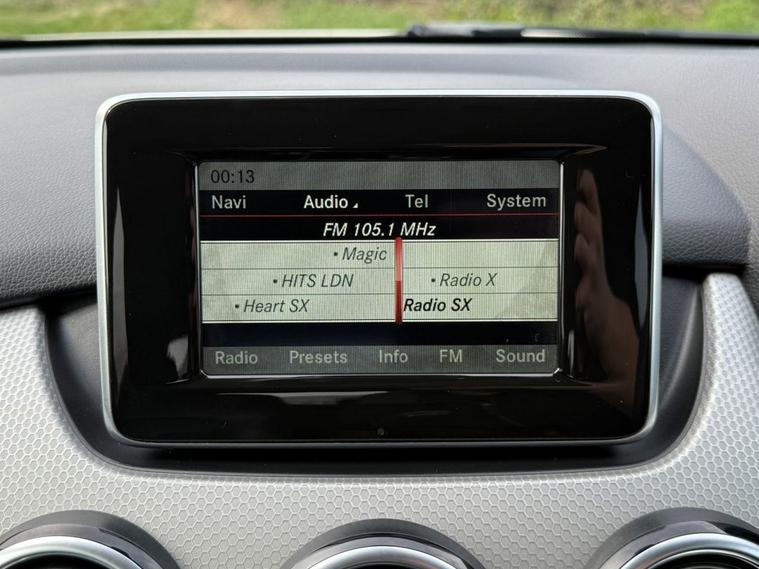 00:13
Navi Audio Tel System
FM 105.1 MHz
• Magic
• HITS LDN • Radio X
• Heart SX Radio SX
Radio Presets Info FM Sound